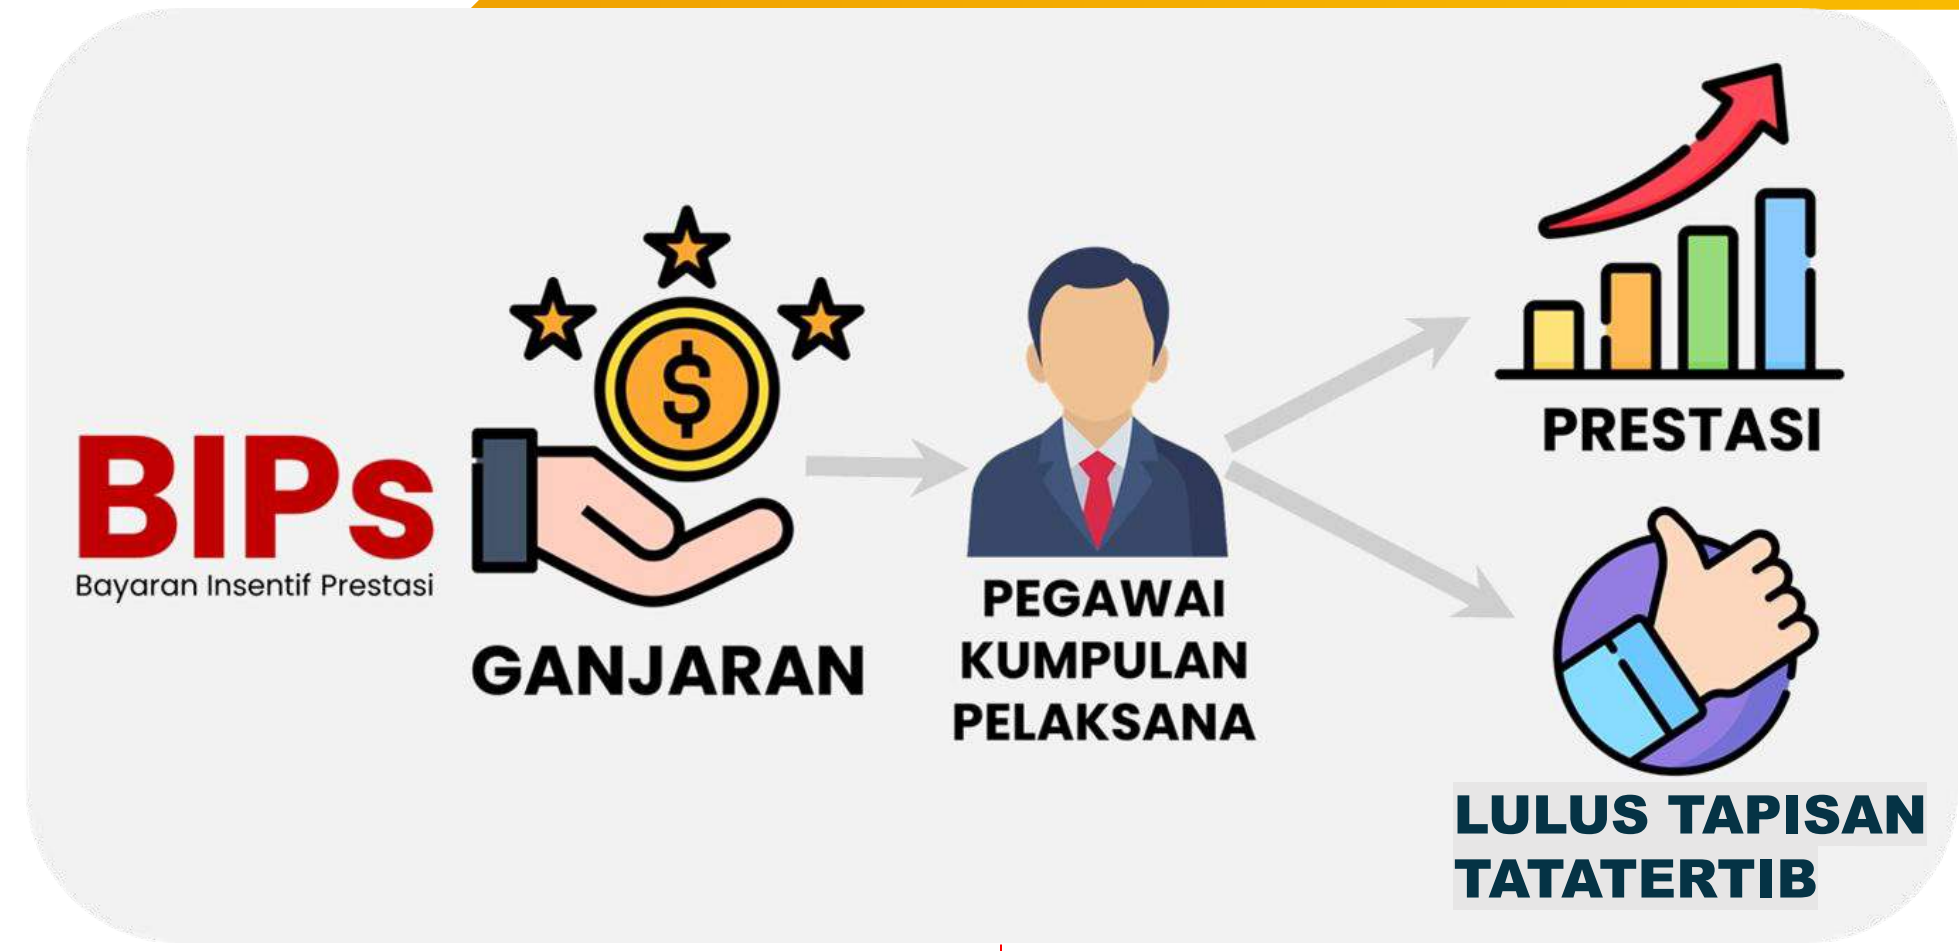 BIPs
Bayaran Insentif Prestasi
$
GANJARAN
PEGAWAI
KUMPULAN
PELAKSANA
PRESTASI
LULUS TAPISAN
TATATERTIB